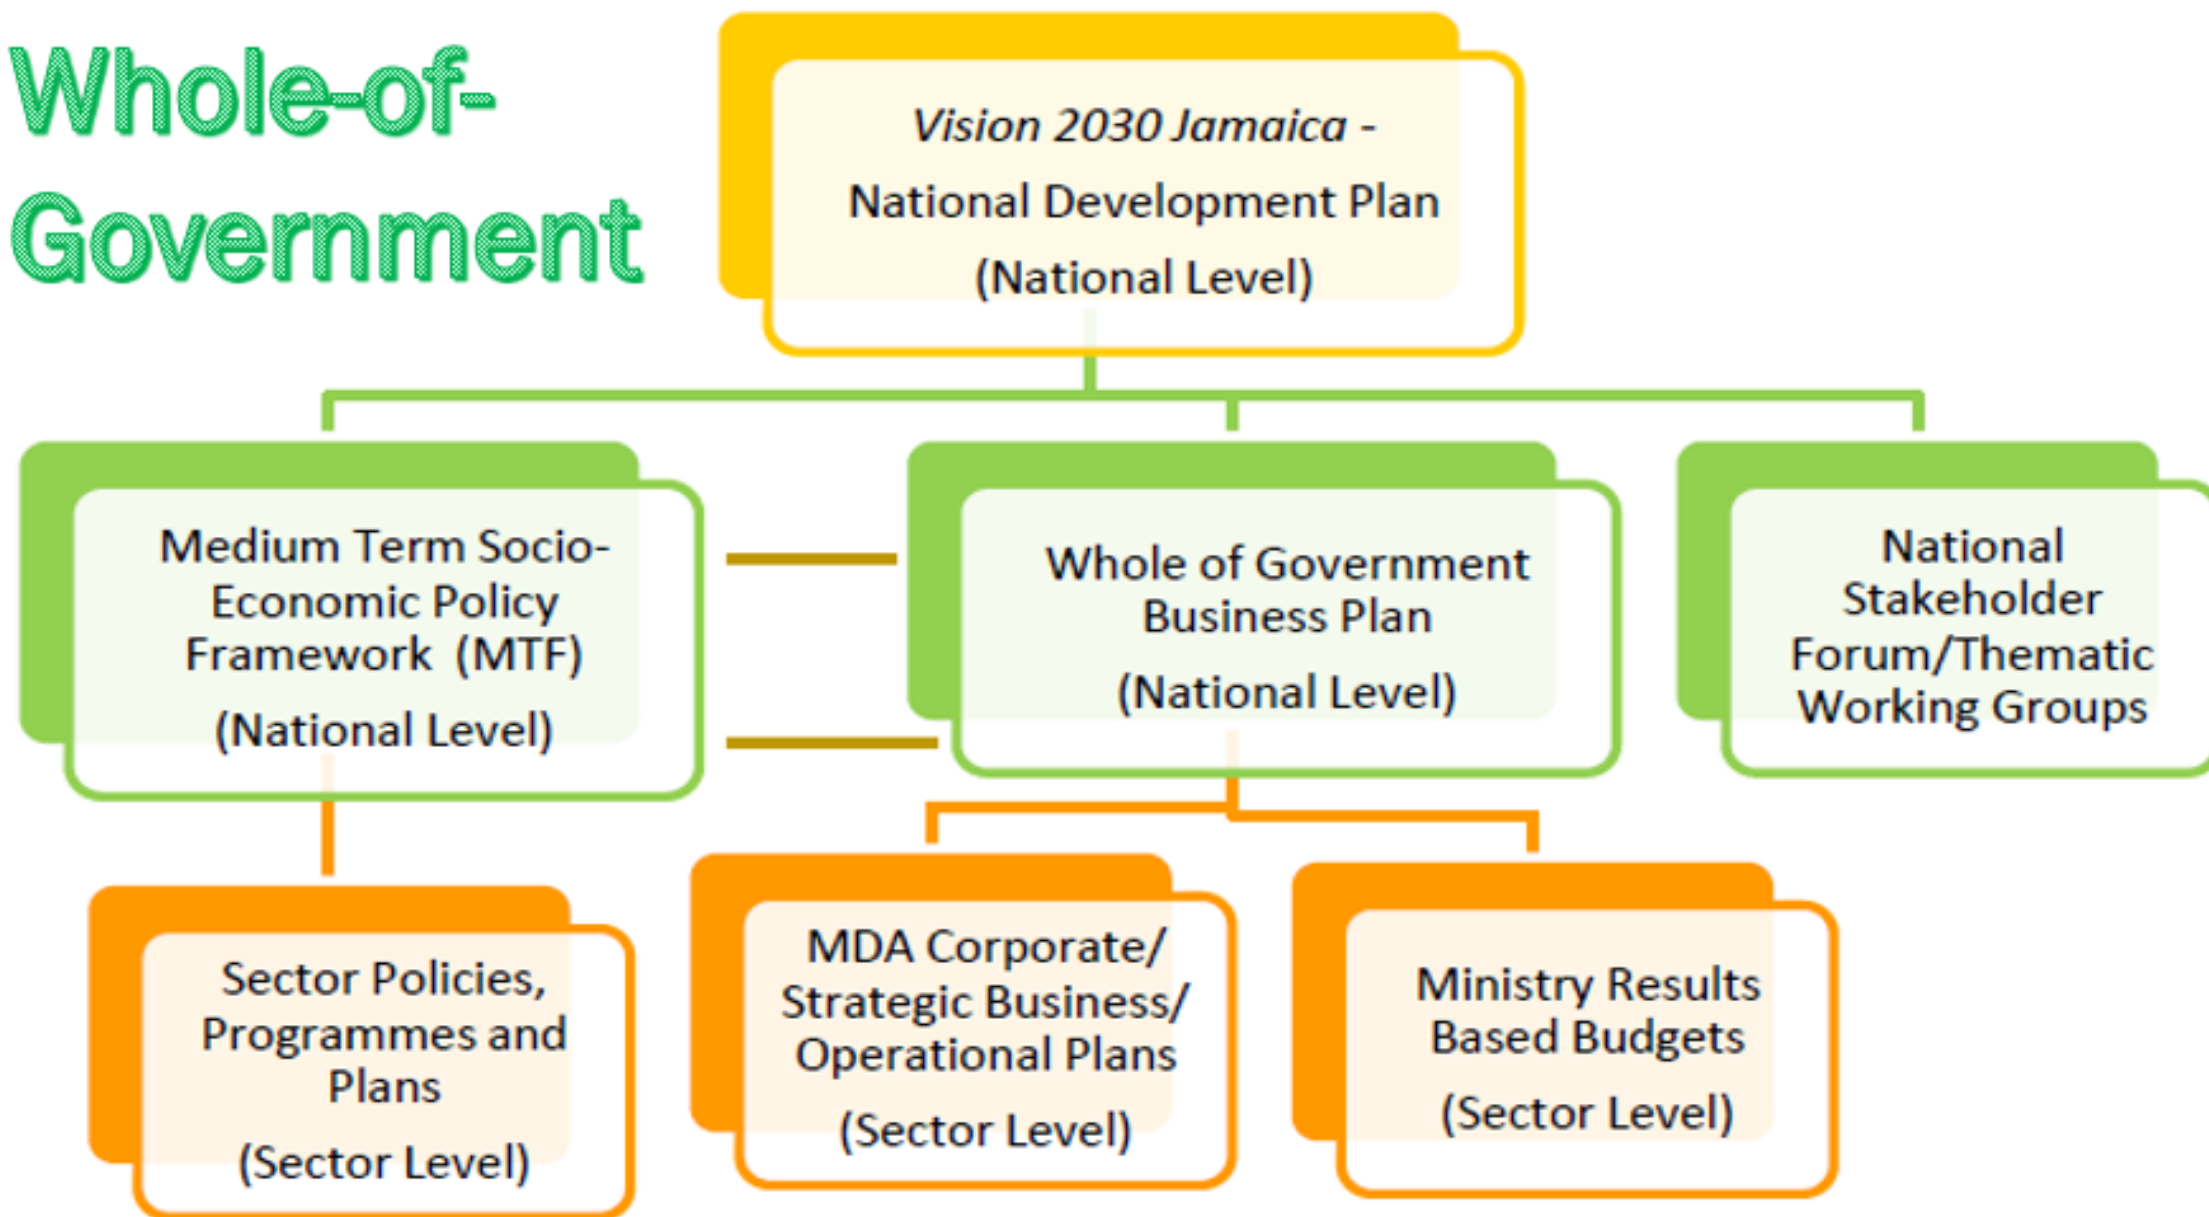 Whole-of-
Government
Vision 2030 Jamaica -
National Development Plan
(National Level)
Medium Term Socio-
Economic Policy
Framework (MTF)
(National Level)
Whole of Government
Business Plan
(National Level)
National
Stakeholder
Forum/Thematic
Working Groups
Sector Policies,
Programmes and
Plans
(Sector Level)
MDA Corporate/
Strategic Business/
Operational Plans
(Sector Level)
Ministry Results
Based Budgets
(Sector Level)